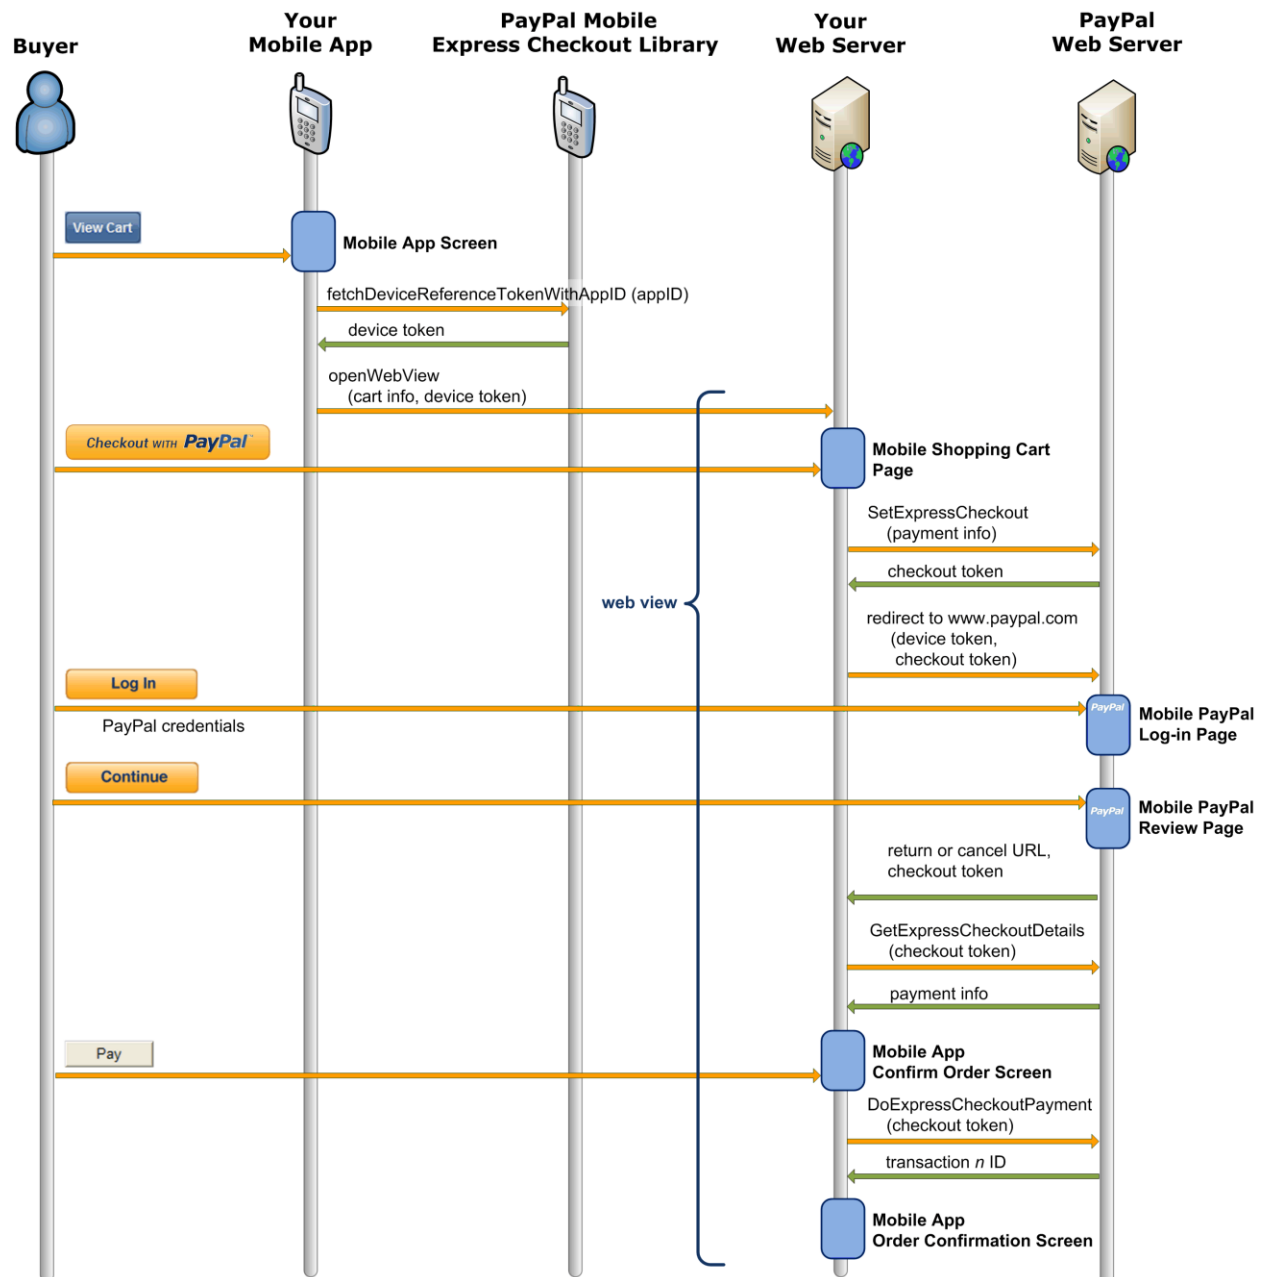 Buyer
Your
Mobile App
PayPal Mobile
Express Checkout Library
Your
Web Server
PayPal
Web Server
View Cart
Mobile App Screen
fetchDeviceReferenceTokenWithAppID (appID)
device token
openWebView
(cart info, device token)
Checkout WITH PayPal™
Mobile Shopping Cart
Page
SetExpressCheckout
(payment info)
checkout token
web view
redirect to www.paypal.com
(device token,
checkout token)
Log In
PayPal credentials
PayPal
Mobile PayPal
Log-in Page
Continue
PayPal
Mobile PayPal
Review Page
return or cancel URL,
checkout token
GetExpressCheckoutDetails
(checkout token)
payment info
Pay
Mobile App
Confirm Order Screen
DoExpressCheckoutPayment
(checkout token)
transaction n ID
Mobile App
Order Confirmation Screen